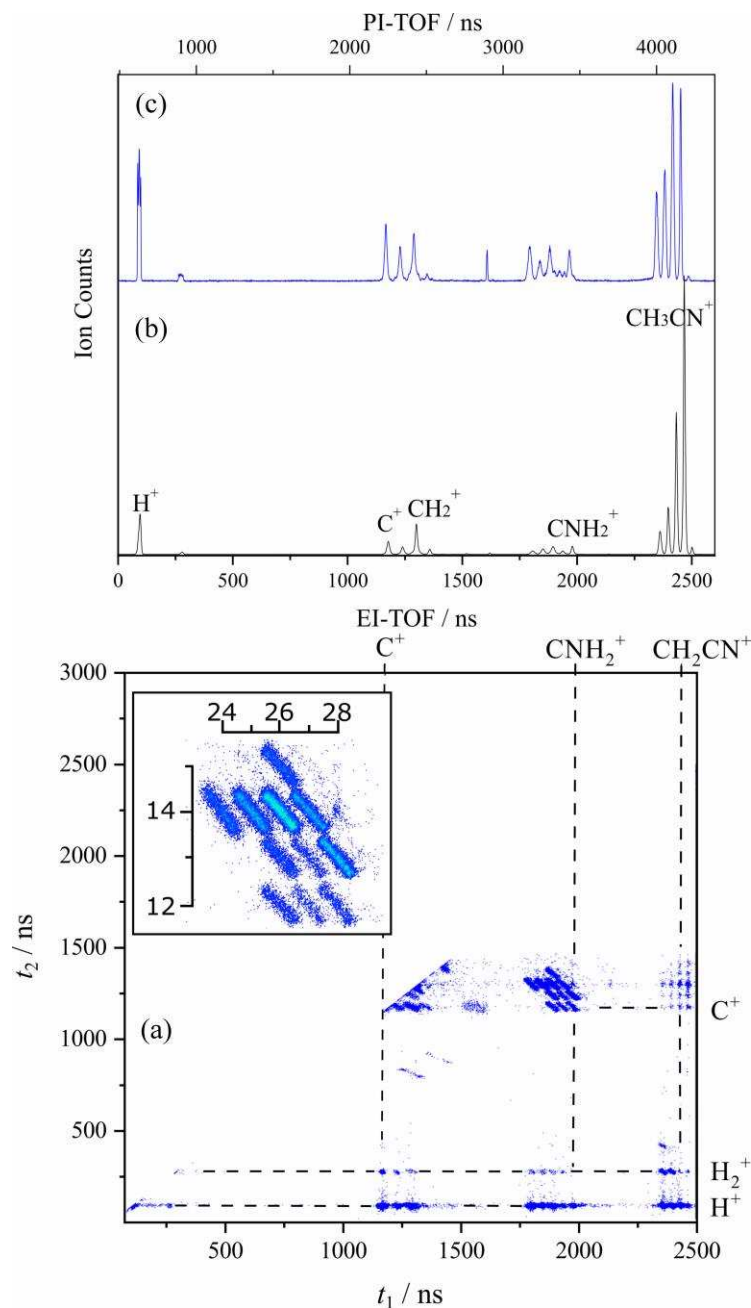 PI-TOF / ns
1000 2000 3000 4000
(c)
Ion Counts
(b)
CH₃CN⁺
H⁺
C⁺
CH₂⁺
CNH₂⁺
0 500 1000 1500 2000 2500
EI-TOF / ns
C⁺ CNH₂⁺ CH₂CN⁺
3000
24 26 28
2500
14
2000
12
t₂ / ns
1500
C⁺
1000
(a)
500
H₂⁺
H⁺
500 1000 1500 2000 2500
t₁ / ns